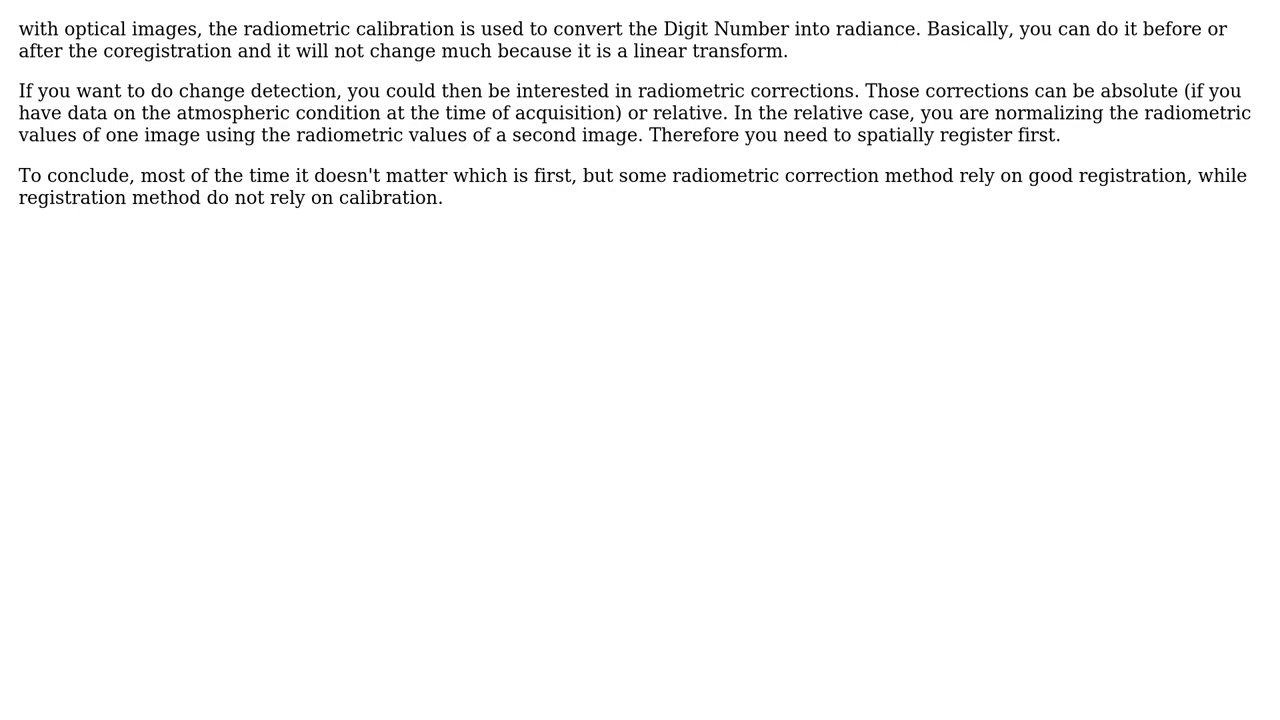 with optical images, the radiometric calibration is used to convert the Digit Number into radiance. Basically, you can do it before or
after the coregistration and it will not change much because it is a linear transform.
If you want to do change detection, you could then be interested in radiometric corrections. Those corrections can be absolute (if you
have data on the atmospheric condition at the time of acquisition) or relative. In the relative case, you are normalizing the radiometric
values of one image using the radiometric values of a second image. Therefore you need to spatially register first.
To conclude, most of the time it doesn't matter which is first, but some radiometric correction method rely on good registration, while
registration method do not rely on calibration.